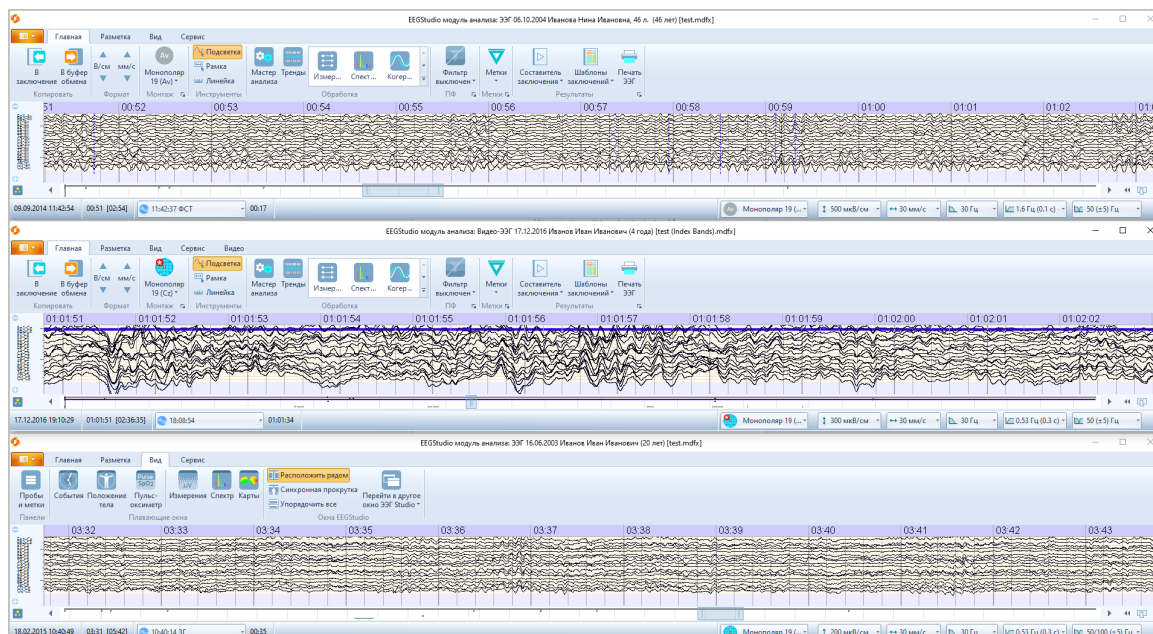 EEGStudio модуль анализа: ЭЭГ 06.10.2004 Иванова Нина Ивановна, 46 л. (46 лет) [test.mdfx]
Главная Разметка Вид Сервис
В заключение В буфер обмена В/см мм/с Монополяр 19 (Av) Подсветка Рамка Линейка Мастер анализа Тренды Измер... Спект... Когер... Фильтр выключен Метки Составитель заключения Шаблоны заключений Печать ЭЭГ
Копировать Формат Монтаж Инструменты Обработка ПФ Метки Результаты
51 00:52 00:53 00:54 00:55 00:56 00:57 00:58 00:59 01:00 01:01 01:02
09.09.2014 11:42:54 00:51 [02:54] 11:42:37 ФСТ 00:17 Av Монополяр 19 (... 500 мкВ/см 30 мм/с 30 Гц 1.6 Гц (0.1 с) 50 (±5) Гц
EEGStudio модуль анализа: Видео-ЭЭГ 17.12.2016 Иванов Иван Иванович (4 года) [test (Index Bands).mdfx]
Главная Разметка Вид Сервис Видео
В заключение В буфер обмена В/см мм/с Монополяр 19 (Cz) Подсветка Рамка Линейка Мастер анализа Тренды Измер... Спект... Когер... Фильтр выключен Метки Составитель заключения Шаблоны заключений Печать ЭЭГ
Копировать Формат Монтаж Инструменты Обработка ПФ Метки Результаты
01:01:51 01:01:52 01:01:53 01:01:54 01:01:55 01:01:56 01:01:57 01:01:58 01:01:59 01:02:00 01:02:01 01:02:02
17.12.2016 19:10:29 01:01:51 [02:36:35] 18:08:54 01:01:34 Монополяр 19 (... 300 мкВ/см 30 мм/с 30 Гц 0.53 Гц (0.3 с) 50 (±5) Гц
EEGStudio модуль анализа: ЭЭГ 16.06.2003 Иванов Иван Иванович (20 лет) [test.mdfx]
Главная Разметка Вид Сервис
Пробы и метки События Положение тела Pulse SpO2 Пульс-оксиметр µV Измерения Спектр Карты Расположить рядом Синхронная прокрутка Упорядочить все Перейти в другое окно ЭЭГ Studio
Панели Плавающие окна Окна EEGStudio
03:32 03:33 03:34 03:35 03:36 03:37 03:38 03:39 03:40 03:41 03:42 03:43
18.02.2015 10:40:49 03:31 [05:42] 10:40:14 ЗГ 00:35 Монополяр 19 (... 200 мкВ/см 30 мм/с 30 Гц 0.53 Гц (0.3 с) 50/100 (±5) Гц